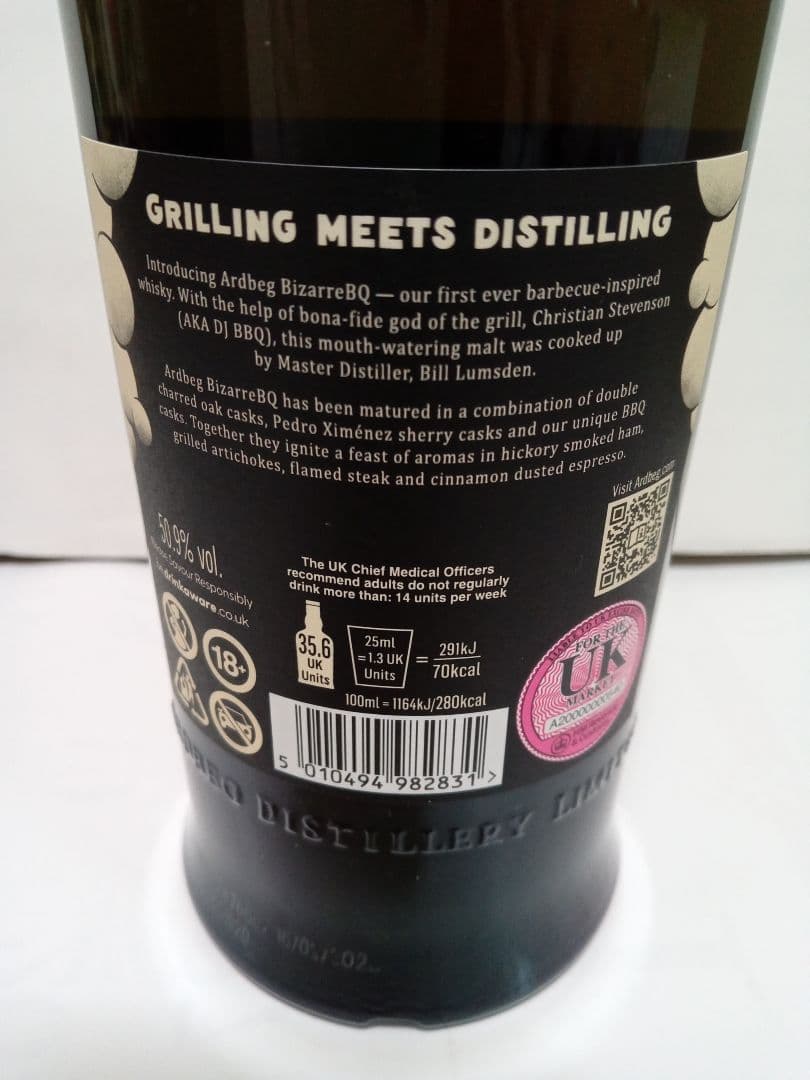 GRILLING MEETS DISTILLING
Introducing Ardbeg BizarreBQ — our first ever barbecue-inspired
whisky. With the help of bona-fide god of the grill, Christian Stevenson
(AKA DJ BBQ), this mouth-watering malt was cooked up
by Master Distiller, Bill Lumsden.
Ardbeg BizarreBQ has been matured in a combination of double
charred oak casks, Pedro Ximénez sherry casks and our unique BBQ
casks. Together they ignite a feast of aromas in hickory smoked ham,
grilled artichokes, flamed steak and cinnamon dusted espresso.
Visit Ardbeg.com
50.9% vol.
Please Savour Responsibly
drinkaware.co.uk
The UK Chief Medical Officers
recommend adults do not regularly
drink more than: 14 units per week
18+
35.6
UK
Units
25ml
=1.3 UK
Units
=
291kJ
70kcal
100ml = 1164kJ/280kcal
FOR THE
UK
MARKET
5 010494 982831 >
DISTILLERY